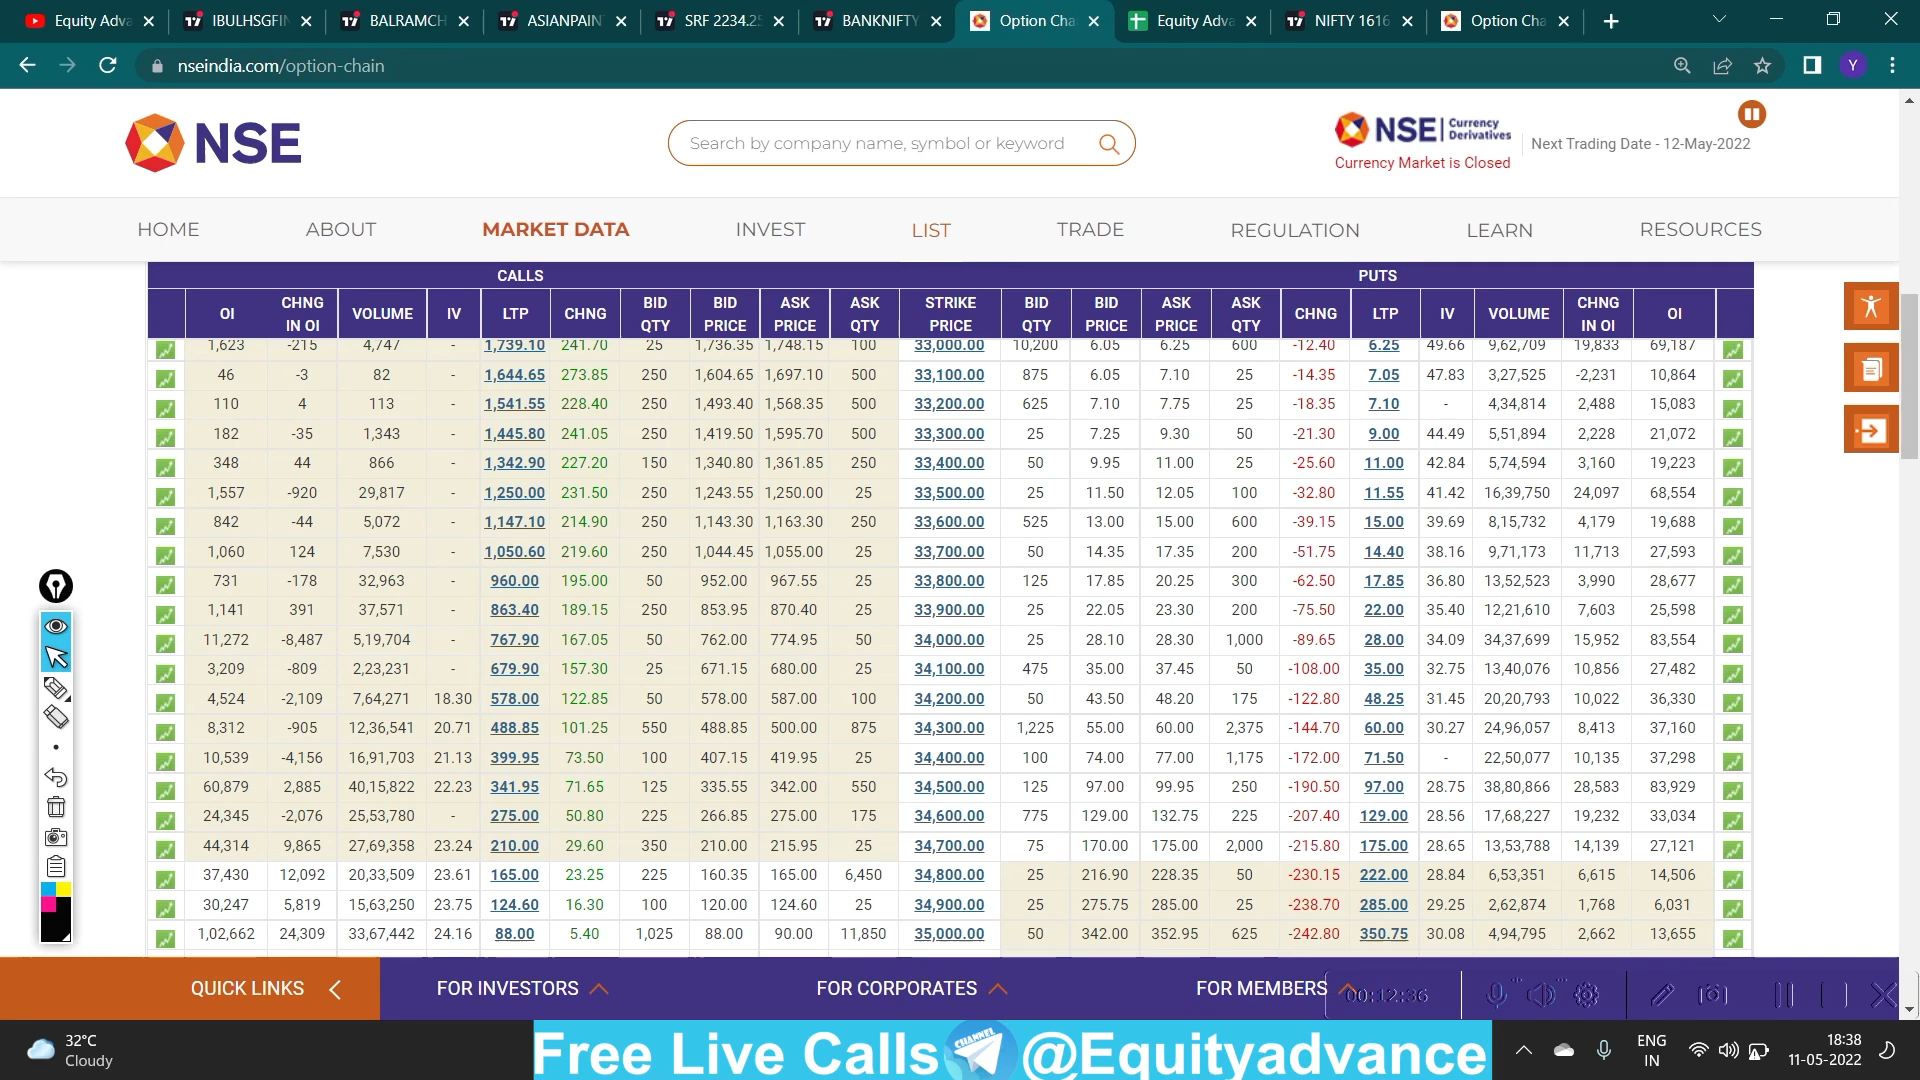 Equity Adva
IBULHSGFIN
BALRAMCH
ASIANPAIN
SRF 2234.25
BANKNIFTY
Option Cha
Equity Adva
NIFTY 1616
Option Cha
nseindia.com/option-chain
Y
NSE
Search by company name, symbol or keyword
NSE Currency Derivatives
Currency Market is Closed
Next Trading Date - 12-May-2022
HOME ABOUT MARKET DATA INVEST LIST TRADE REGULATION LEARN RESOURCES
CALLS PUTS
OI CHNG IN OI VOLUME IV LTP CHNG BID QTY BID PRICE ASK PRICE ASK QTY STRIKE PRICE BID QTY BID PRICE ASK PRICE ASK QTY CHNG LTP IV VOLUME CHNG IN OI OI
1,623 -215 4,747 - 1,739.10 241.70 25 1,736.35 1,748.15 100 33,000.00 10,200 6.05 6.25 600 -12.40 6.25 49.66 9,62,709 19,833 69,187
46 -3 82 - 1,644.65 273.85 250 1,604.65 1,697.10 500 33,100.00 875 6.05 7.10 25 -14.35 7.05 47.83 3,27,525 -2,231 10,864
110 4 113 - 1,541.55 228.40 250 1,493.40 1,568.35 500 33,200.00 625 7.10 7.75 25 -18.35 7.10 - 4,34,814 2,488 15,083
182 -35 1,343 - 1,445.80 241.05 250 1,419.50 1,595.70 500 33,300.00 25 7.25 9.30 50 -21.30 9.00 44.49 5,51,894 2,228 21,072
348 44 866 - 1,342.90 227.20 150 1,340.80 1,361.85 250 33,400.00 50 9.95 11.00 25 -25.60 11.00 42.84 5,74,594 3,160 19,223
1,557 -920 29,817 - 1,250.00 231.50 250 1,243.55 1,250.00 25 33,500.00 25 11.50 12.05 100 -32.80 11.55 41.42 16,39,750 24,097 68,554
842 -44 5,072 - 1,147.10 214.90 250 1,143.30 1,163.30 250 33,600.00 525 13.00 15.00 600 -39.15 15.00 39.69 8,15,732 4,179 19,688
1,060 124 7,530 - 1,050.60 219.60 250 1,044.45 1,055.00 25 33,700.00 50 14.35 17.35 200 -51.75 14.40 38.16 9,71,173 11,713 27,593
731 -178 32,963 - 960.00 195.00 50 952.00 967.55 25 33,800.00 125 17.85 20.25 300 -62.50 17.85 36.80 13,52,523 3,990 28,677
1,141 391 37,571 - 863.40 189.15 250 853.95 870.40 25 33,900.00 25 22.05 23.30 200 -75.50 22.00 35.40 12,21,610 7,603 25,598
11,272 -8,487 5,19,704 - 767.90 167.05 50 762.00 774.95 50 34,000.00 25 28.10 28.30 1,000 -89.65 28.00 34.09 34,37,699 15,952 83,554
3,209 -809 2,23,231 - 679.90 157.30 25 671.15 680.00 25 34,100.00 475 35.00 37.45 50 -108.00 35.00 32.75 13,40,076 10,856 27,482
4,524 -2,109 7,64,271 18.30 578.00 122.85 50 578.00 587.00 100 34,200.00 50 43.50 48.20 175 -122.80 48.25 31.45 20,20,793 10,022 36,330
8,312 -905 12,36,541 20.71 488.85 101.25 550 488.85 500.00 875 34,300.00 1,225 55.00 60.00 2,375 -144.70 60.00 30.27 24,96,057 8,413 37,160
10,539 -4,156 16,91,703 21.13 399.95 73.50 100 407.15 419.95 25 34,400.00 100 74.00 77.00 1,175 -172.00 71.50 - 22,50,077 10,135 37,298
60,879 2,885 40,15,822 22.23 341.95 71.65 125 335.55 342.00 550 34,500.00 125 97.00 99.95 250 -190.50 97.00 28.75 38,80,866 28,583 83,929
24,345 -2,076 25,53,780 - 275.00 50.80 225 266.85 275.00 175 34,600.00 775 129.00 132.75 225 -207.40 129.00 28.56 17,68,227 19,232 33,034
44,314 9,865 27,69,358 23.24 210.00 29.60 350 210.00 215.95 25 34,700.00 75 170.00 175.00 2,000 -215.80 175.00 28.65 13,53,788 14,139 27,121
37,430 12,092 20,33,509 23.61 165.00 23.25 225 160.35 165.00 6,450 34,800.00 25 216.90 228.35 50 -230.15 222.00 28.84 6,53,351 6,615 14,506
30,247 5,819 15,63,250 23.75 124.60 16.30 100 120.00 124.60 25 34,900.00 25 275.75 285.00 25 -238.70 285.00 29.25 2,62,874 1,768 6,031
1,02,662 24,309 33,67,442 24.16 88.00 5.40 1,025 88.00 90.00 11,850 35,000.00 50 342.00 352.95 625 -242.80 350.75 30.08 4,94,795 2,662 13,655
QUICK LINKS FOR INVESTORS FOR CORPORATES FOR MEMBERS 00:12:36
32°C
Cloudy
Free Live Calls CHANNEL @Equityadvance
ENG
IN
18:38
11-05-2022